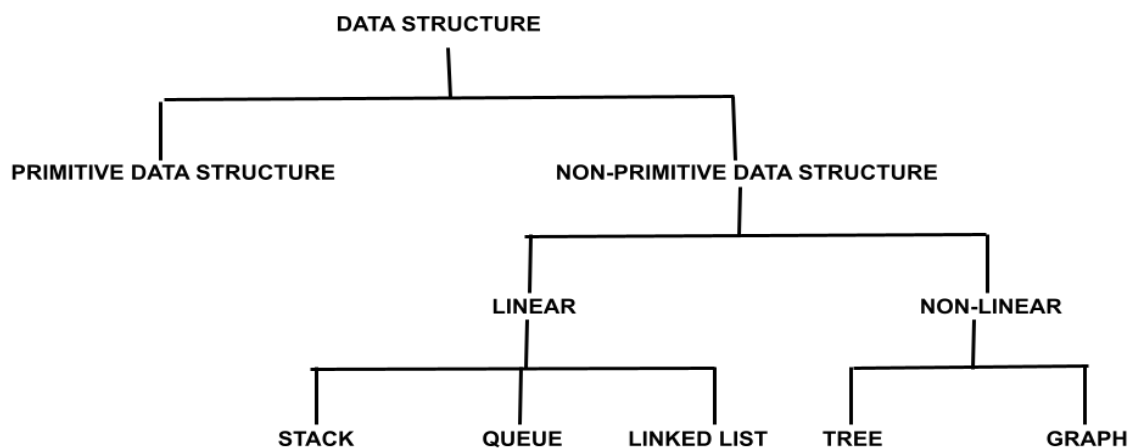 DATA STRUCTURE
PRIMITIVE DATA STRUCTURE
NON-PRIMITIVE DATA STRUCTURE
LINEAR
NON-LINEAR
STACK
QUEUE
LINKED LIST
TREE
GRAPH